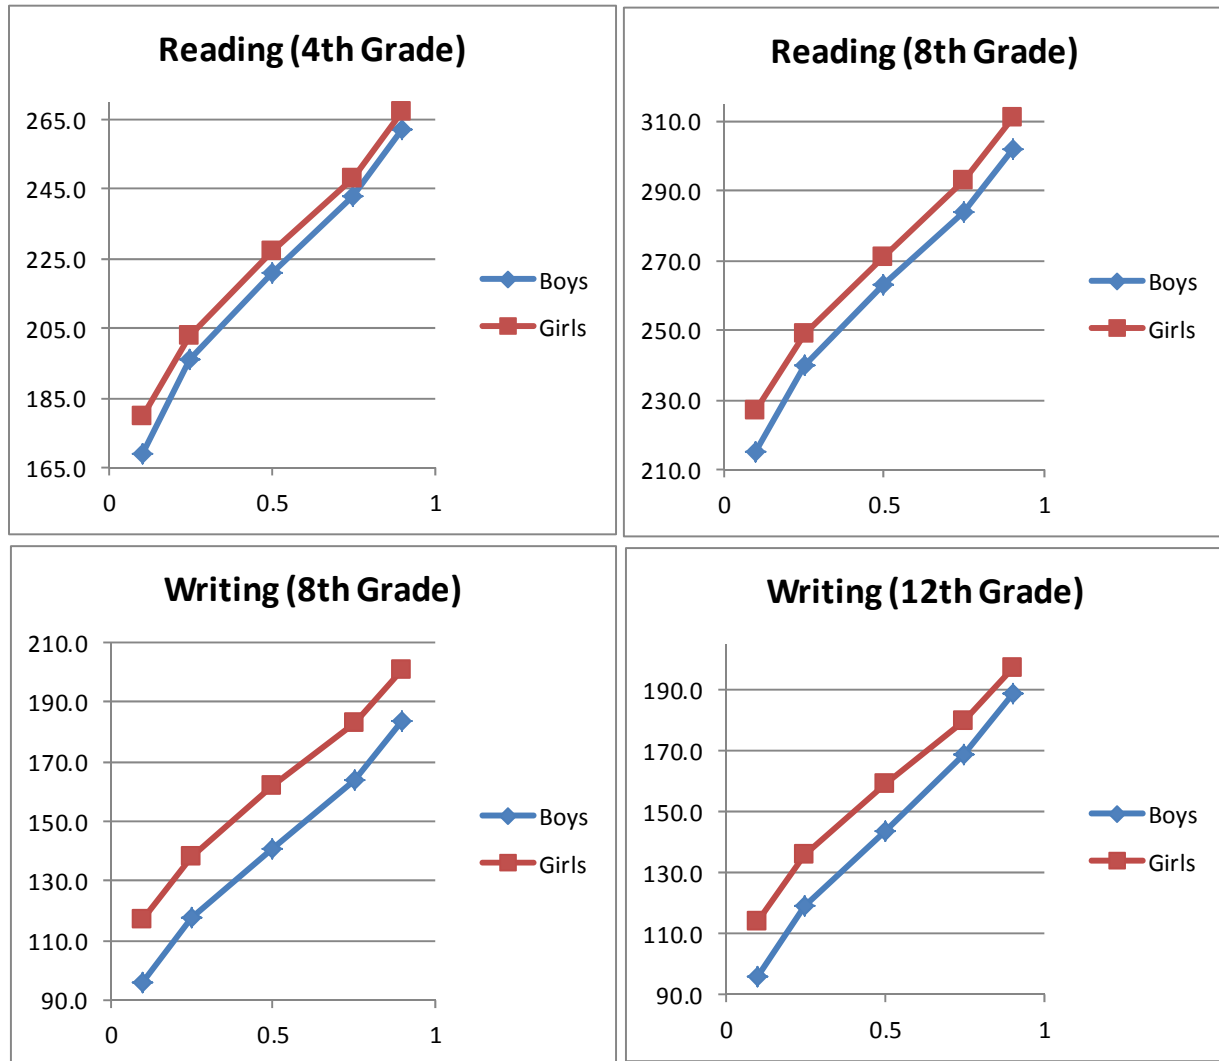 Reading (4th Grade)
265.0
245.0
225.0
205.0
185.0
165.0
0 0.5 1
Boys
Girls
Reading (8th Grade)
310.0
290.0
270.0
250.0
230.0
210.0
0 0.5 1
Boys
Girls
Writing (8th Grade)
210.0
190.0
170.0
150.0
130.0
110.0
90.0
0 0.5 1
Boys
Girls
Writing (12th Grade)
190.0
170.0
150.0
130.0
110.0
90.0
0 0.5 1
Boys
Girls